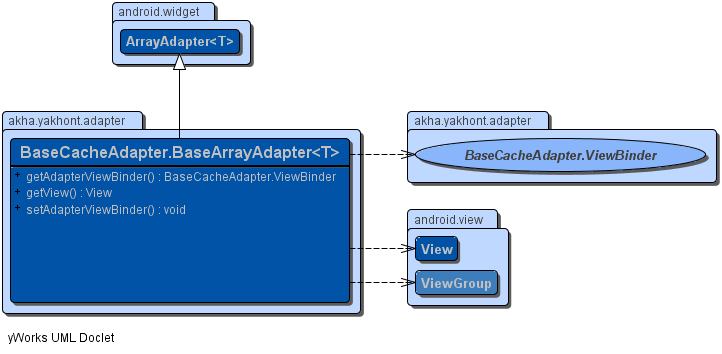 android.widget
ArrayAdapter<T>
akha.yakhont.adapter
BaseCacheAdapter.BaseArrayAdapter<T>
+ getAdapterViewBinder() : BaseCacheAdapter.ViewBinder
+ getView() : View
+ setAdapterViewBinder() : void
akha.yakhont.adapter
BaseCacheAdapter.ViewBinder
android.view
View
ViewGroup
yWorks UML Doclet